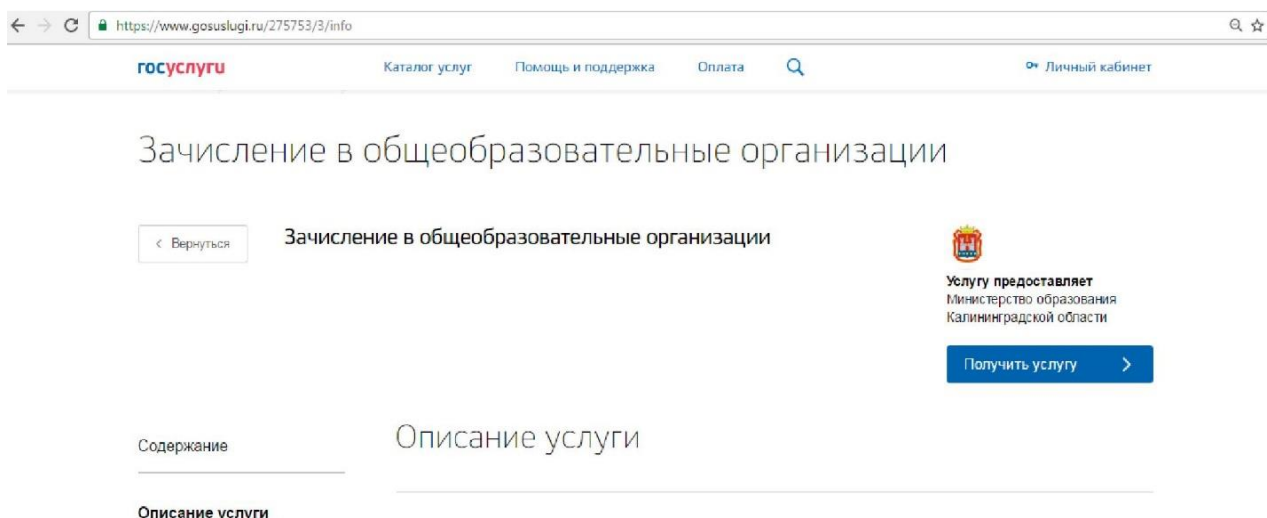 https://www.gosuslugi.ru/275753/3/info
госуслуги Каталог услуг Помощь и поддержка Оплата Личный кабинет
Зачисление в общеобразовательные организации
< Вернуться Зачисление в общеобразовательные организации
Услугу предоставляет
Министерство образования
Калининградской области
Получить услугу >
Содержание Описание услуги
Описание услуги